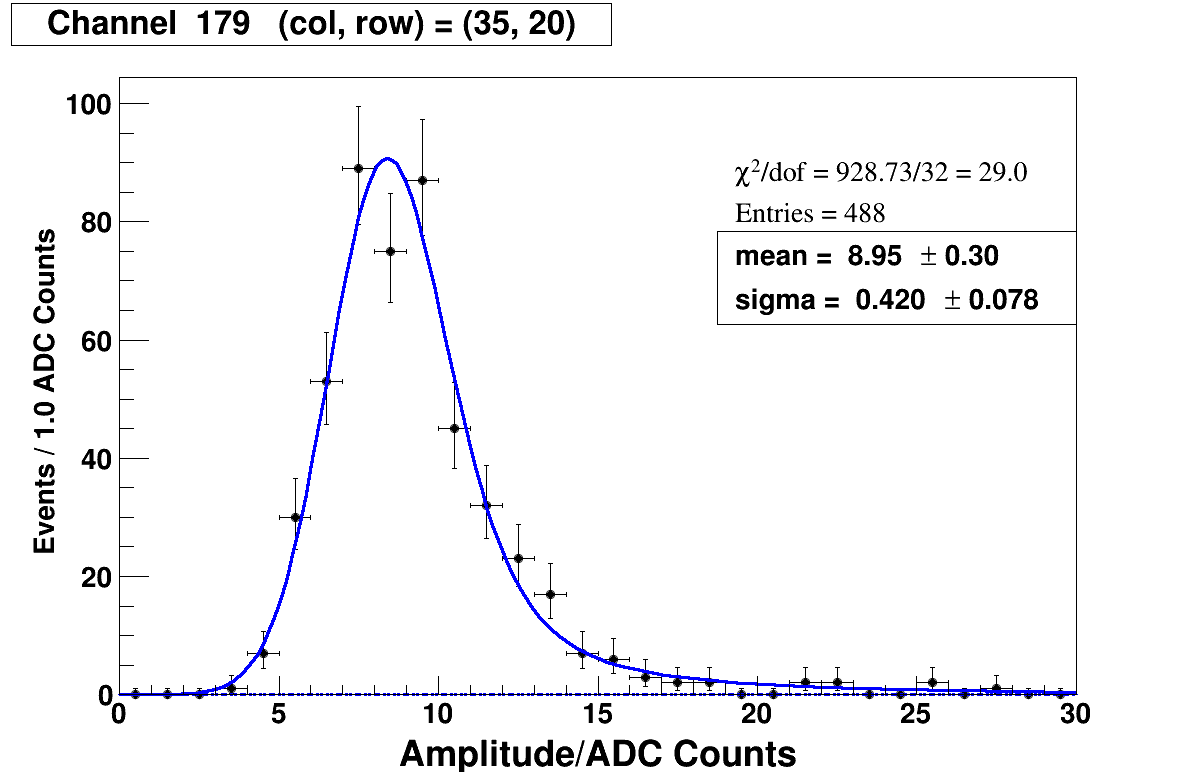 Channel 179 (col, row) = (35, 20)
χ²/dof = 928.73/32 = 29.0
Entries = 488
mean = 8.95 ± 0.30
sigma = 0.420 ± 0.078
Events / 1.0 ADC Counts
100
80
60
40
20
0
0 5 10 15 20 25 30
Amplitude/ADC Counts